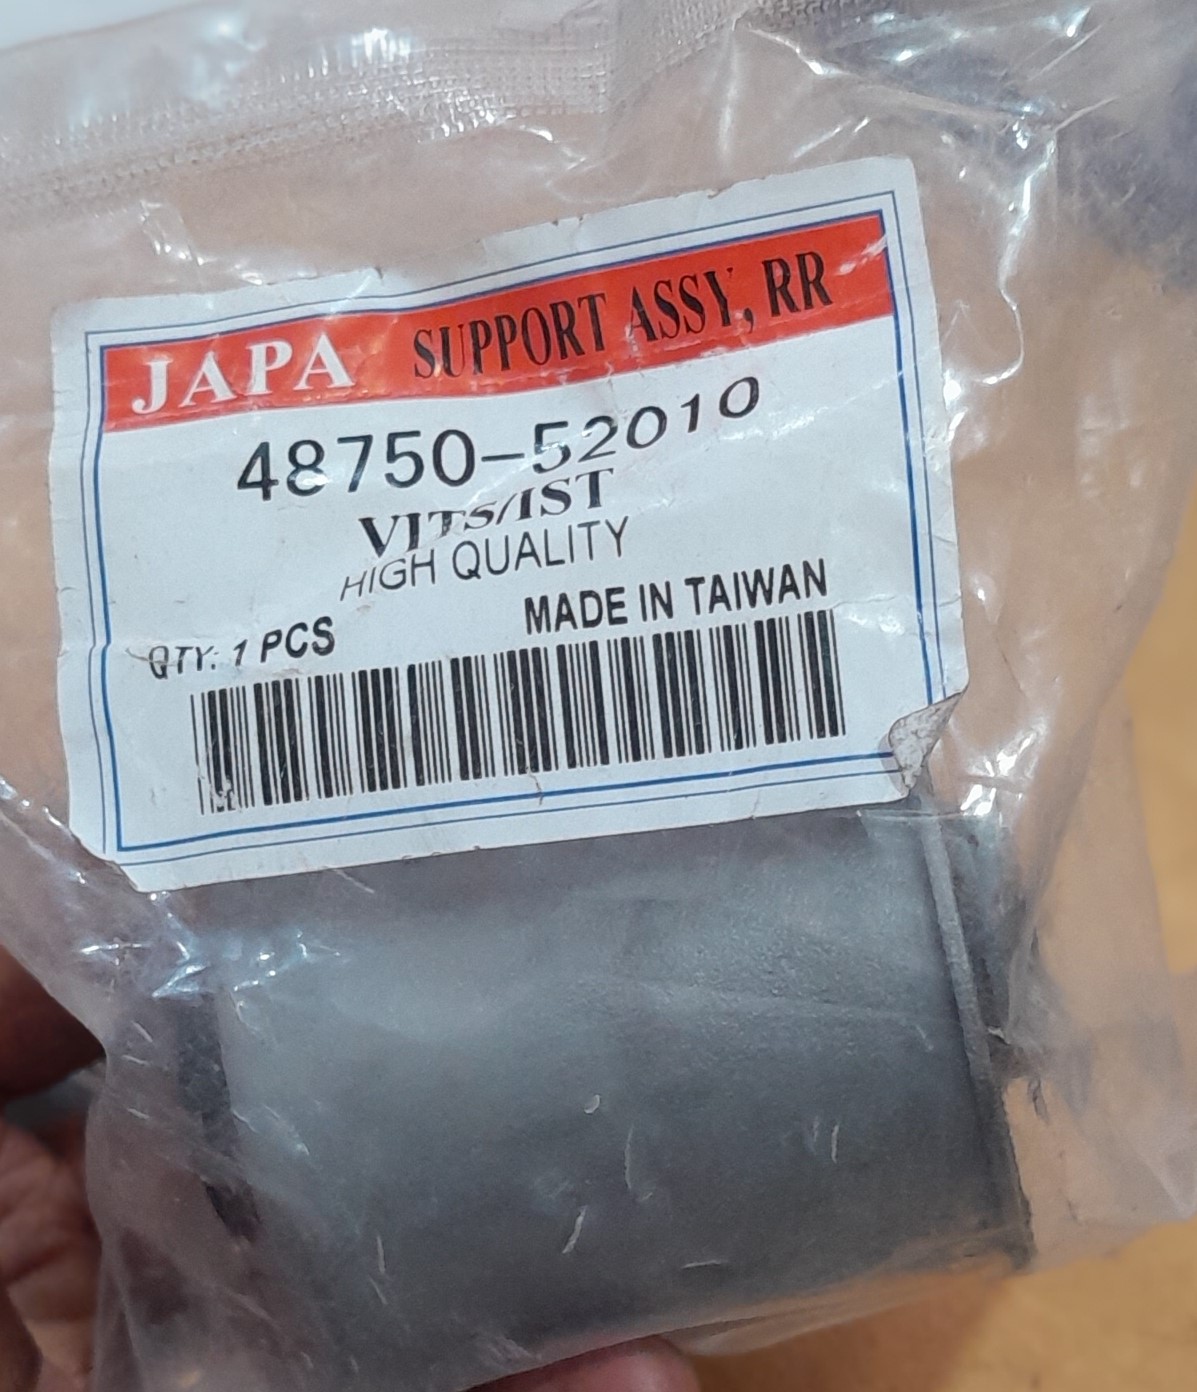 JAPA SUPPORT ASSY, RR
48750-52010
VITS/IST
HIGH QUALITY
QTY: 1 PCS MADE IN TAIWAN